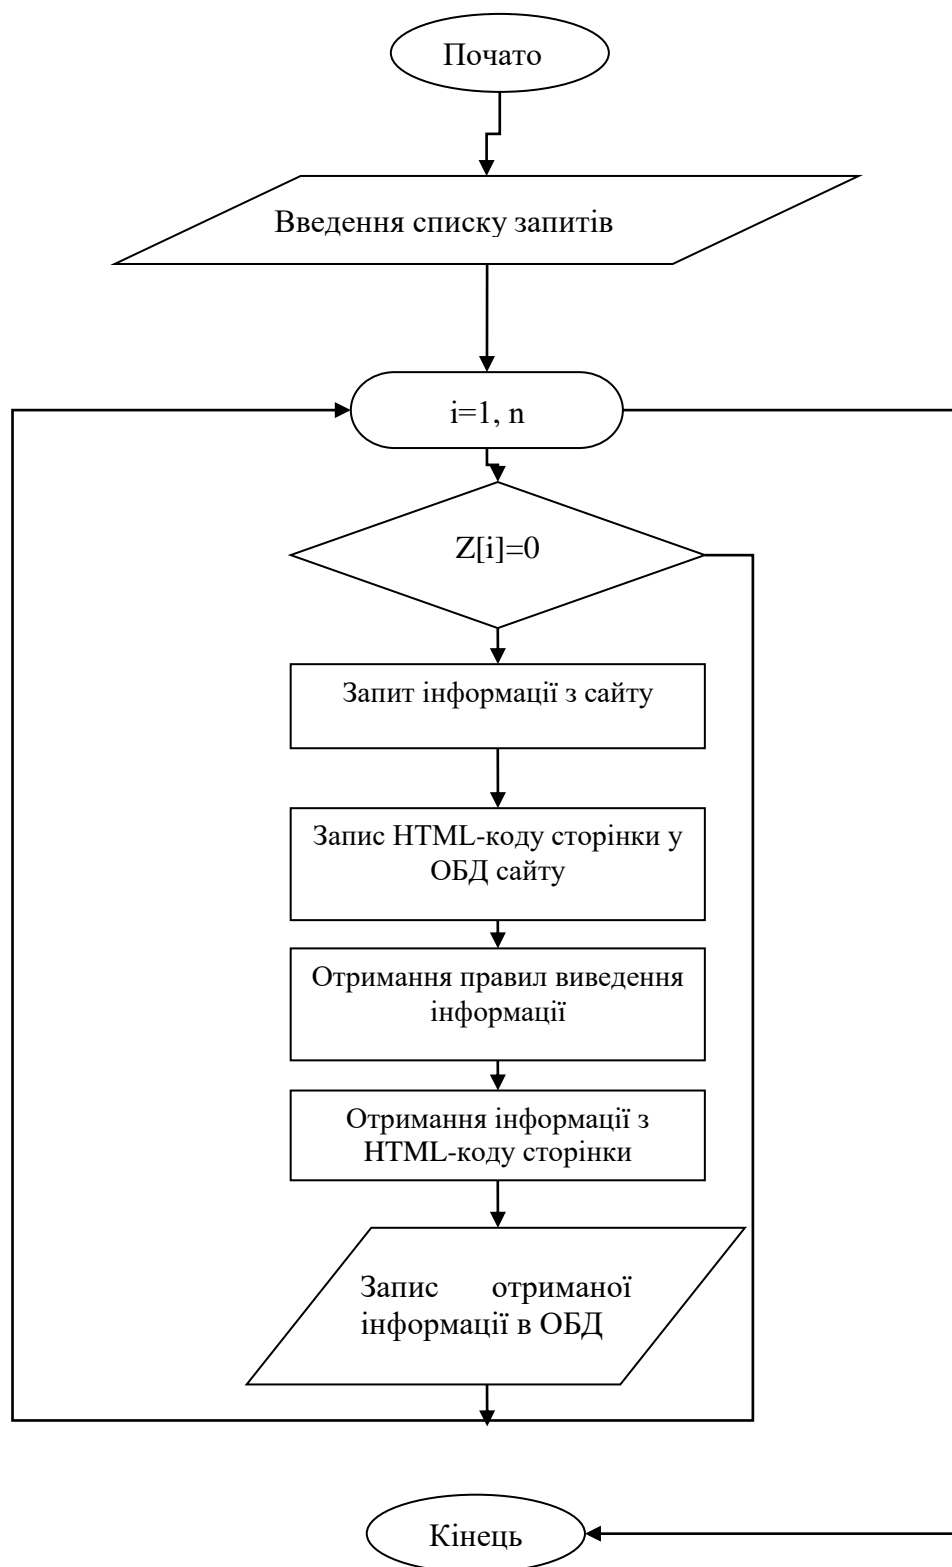 Почато
Введення списку запитів
i=1, n
Z[i]=0
Запит інформації з сайту
Запис HTML-коду сторінки у
ОБД сайту
Отримання правил виведення
інформації
Отримання інформації з
HTML-коду сторінки
Запис отриманої
інформації в ОБД
Кінець